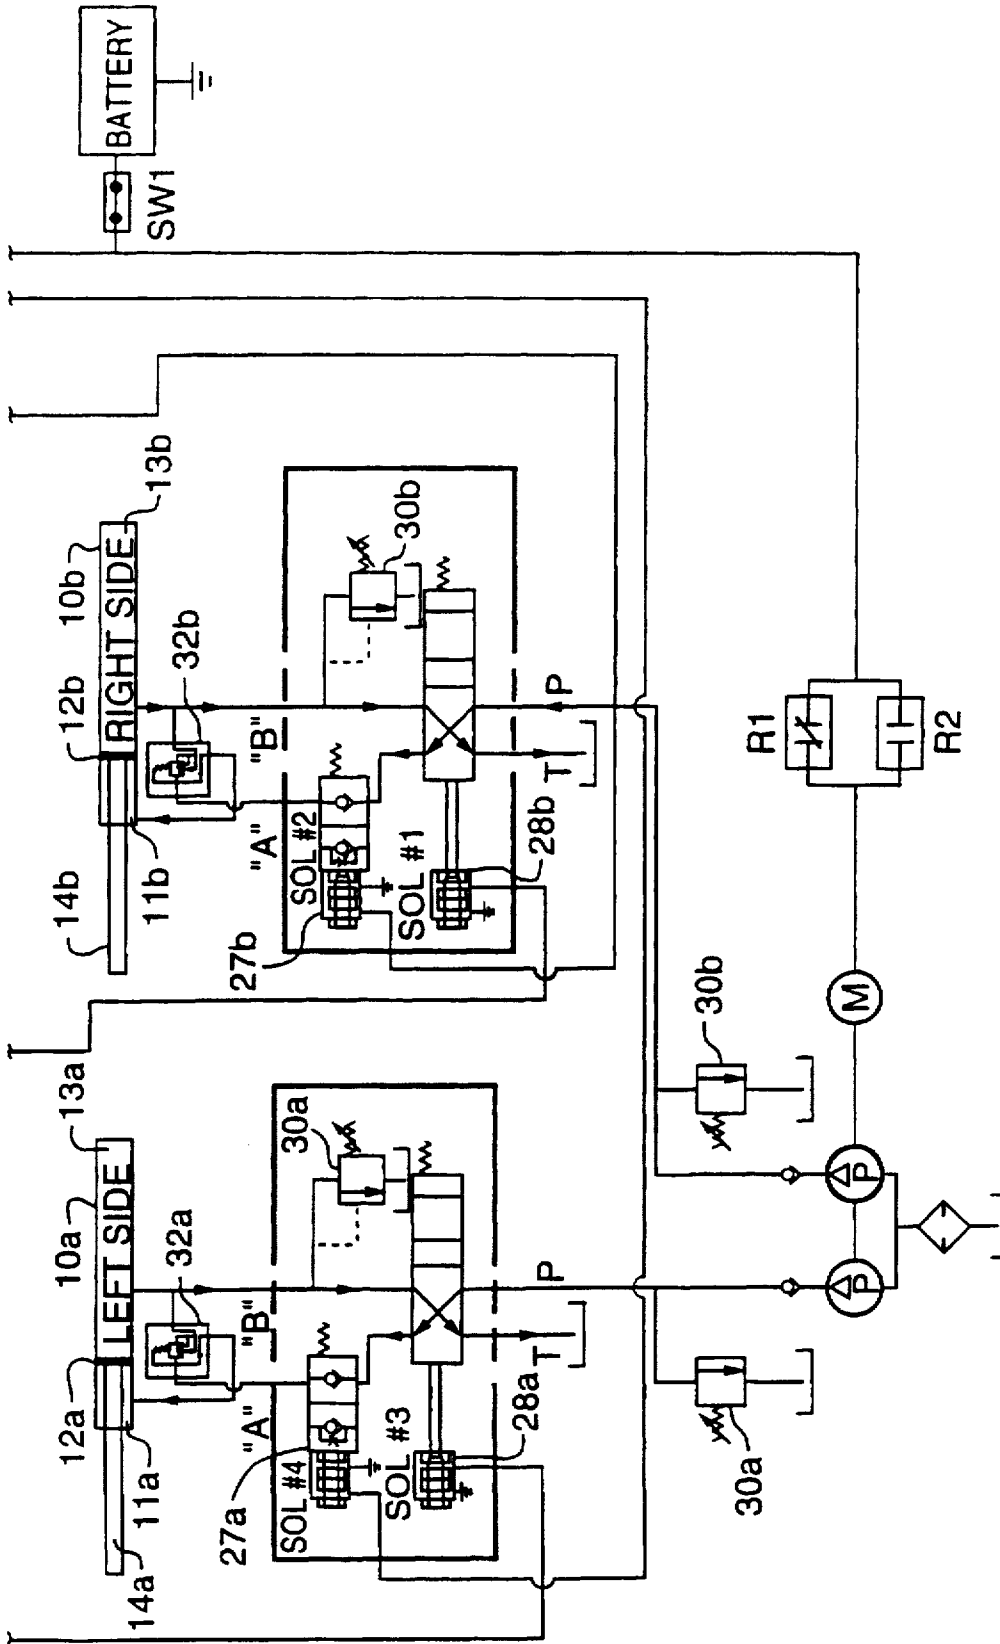 14a
11a
12a
10a
LEFT SIDE
13a
32a
"A"
"B"
27a
SOL #4
SOL #3
28a
30a
T
P
14b
11b
12b
10b
RIGHT SIDE
13b
32b
"A"
"B"
27b
SOL #2
SOL #1
28b
30b
T
P
SW1
BATTERY
30a
P
P
30b
M
R1
R2